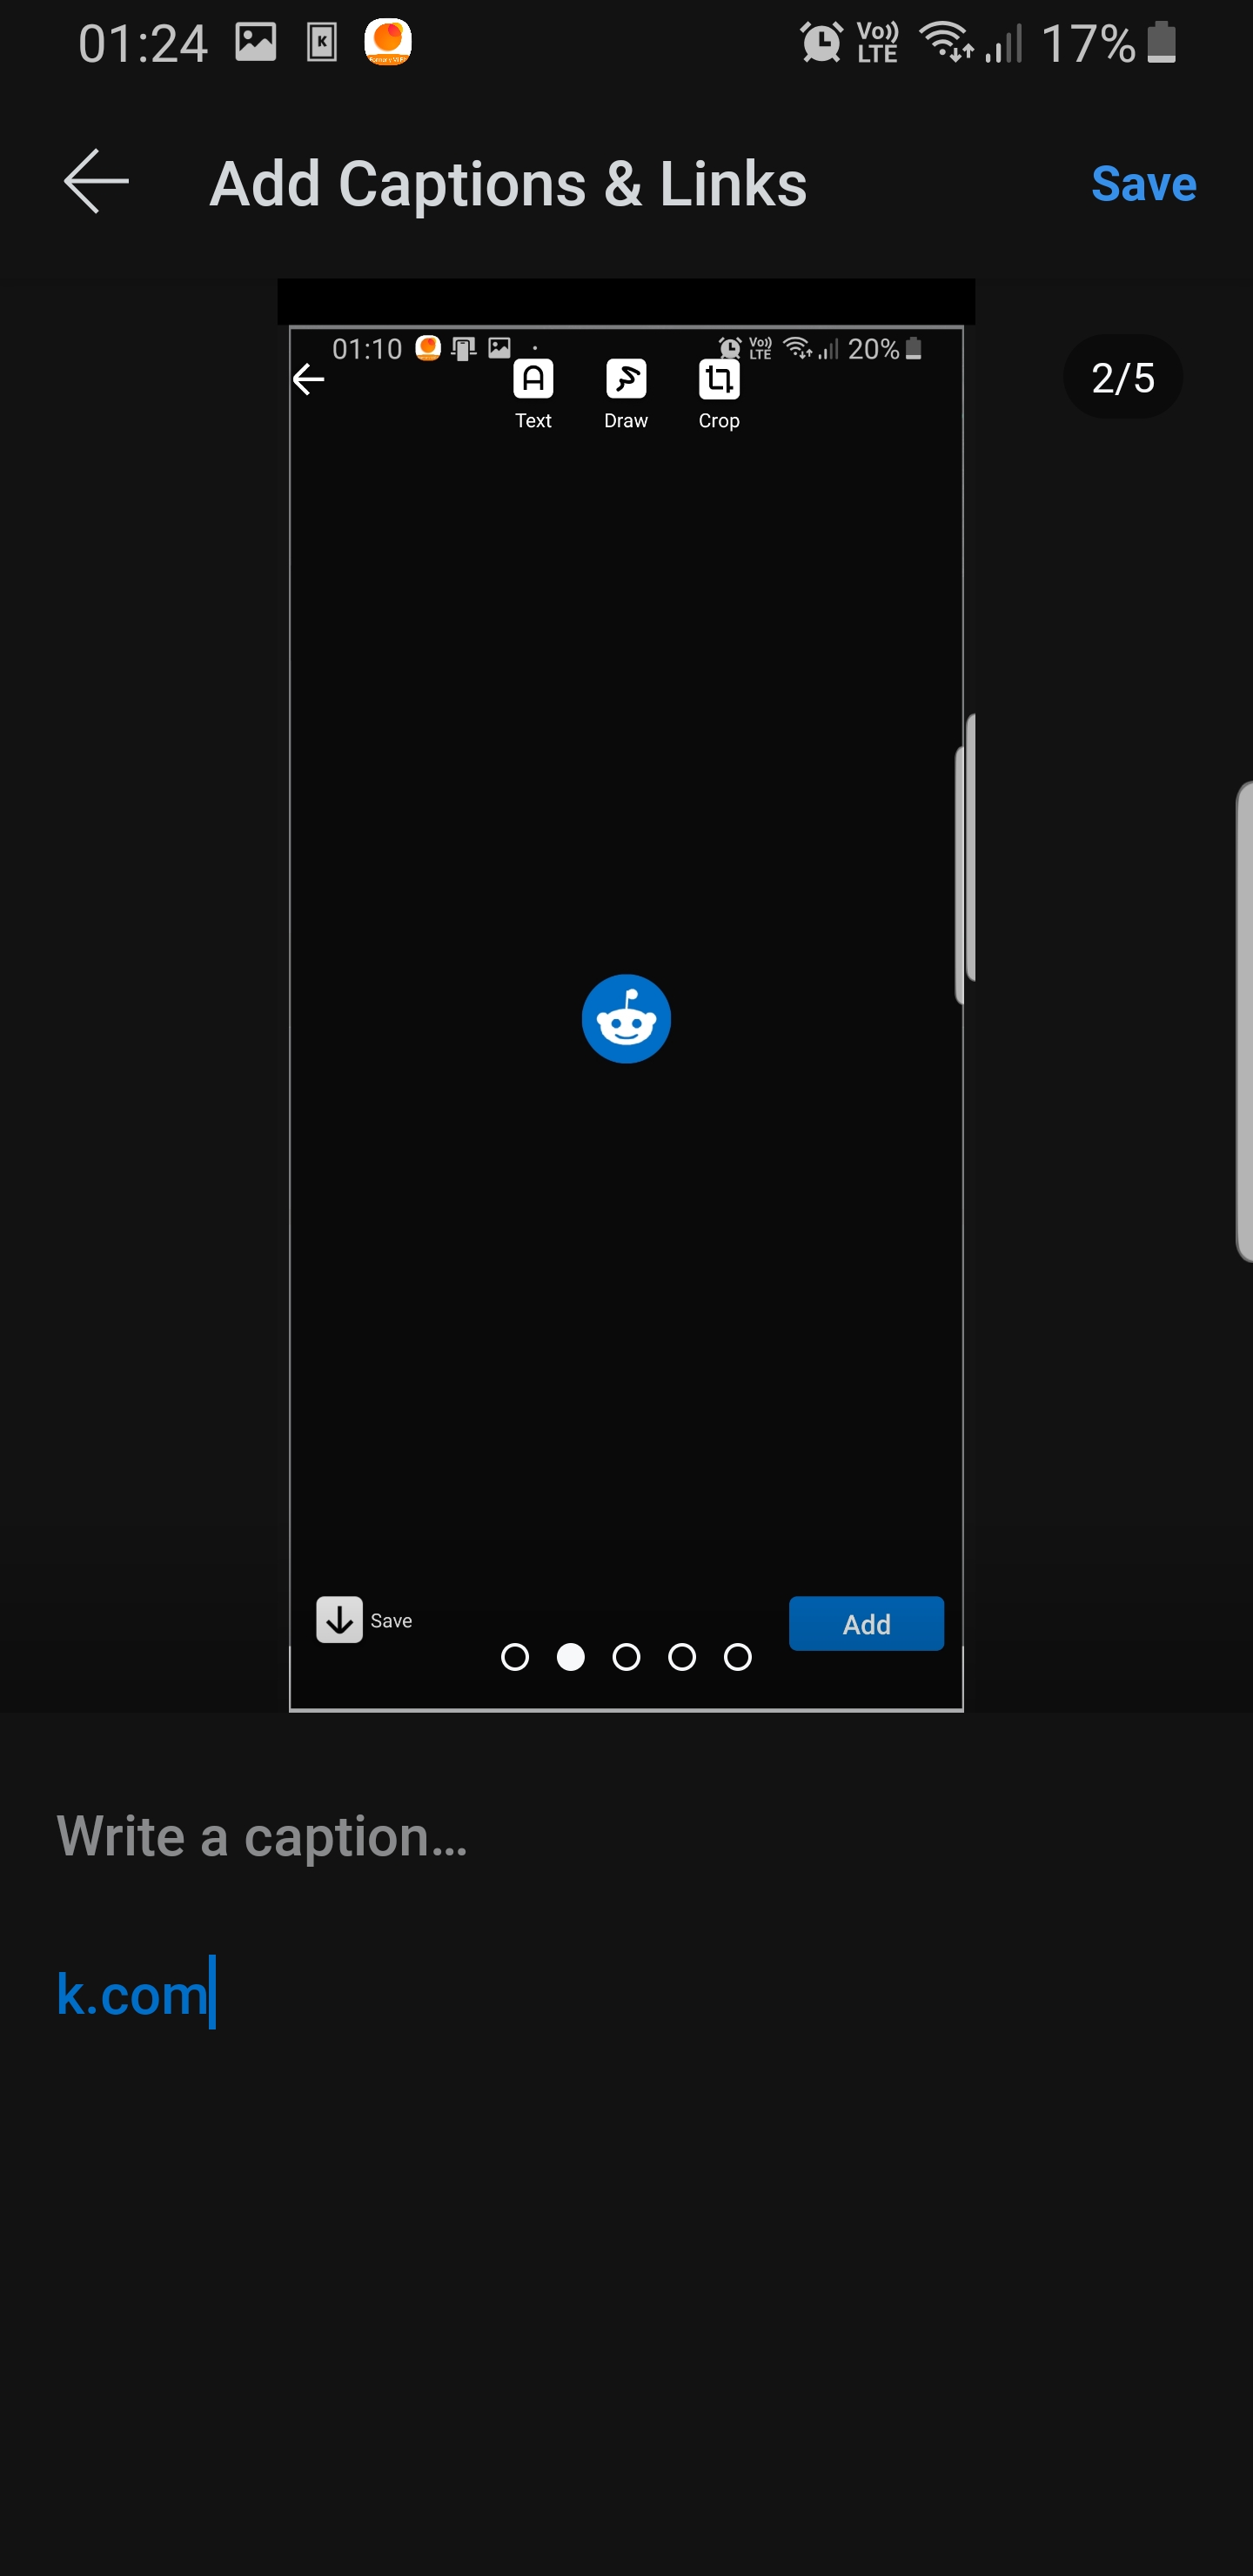 01:24 K Vo)) LTE 17%
Add Captions & Links Save
01:10 Vo)) LTE 20%
2/5
Text Draw Crop
Save Add
Write a caption...
k.com